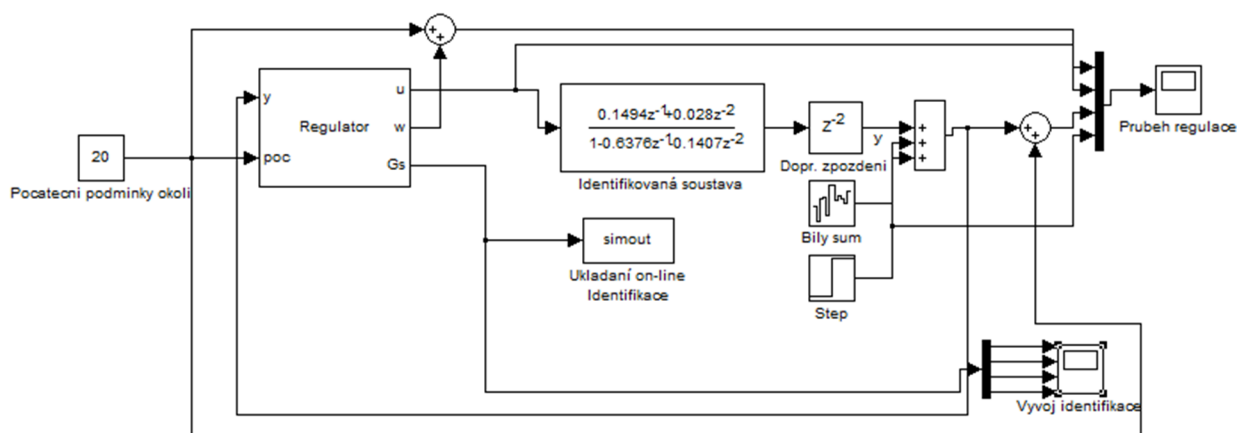 y
poc
Regulator
u
w
Gs
20
Pocatecni podminky okoli
0.1494z-1+0.028z-2
1-0.6376z-1-0.1407z-2
Identifikovaná soustava
z-2
Dopr. zpozdeni
y
+
+
+
+
+
+
+
Prubeh regulace
Bily sum
Step
simout
Ukladaní on-line
Identifikace
Vyvoj identifikace